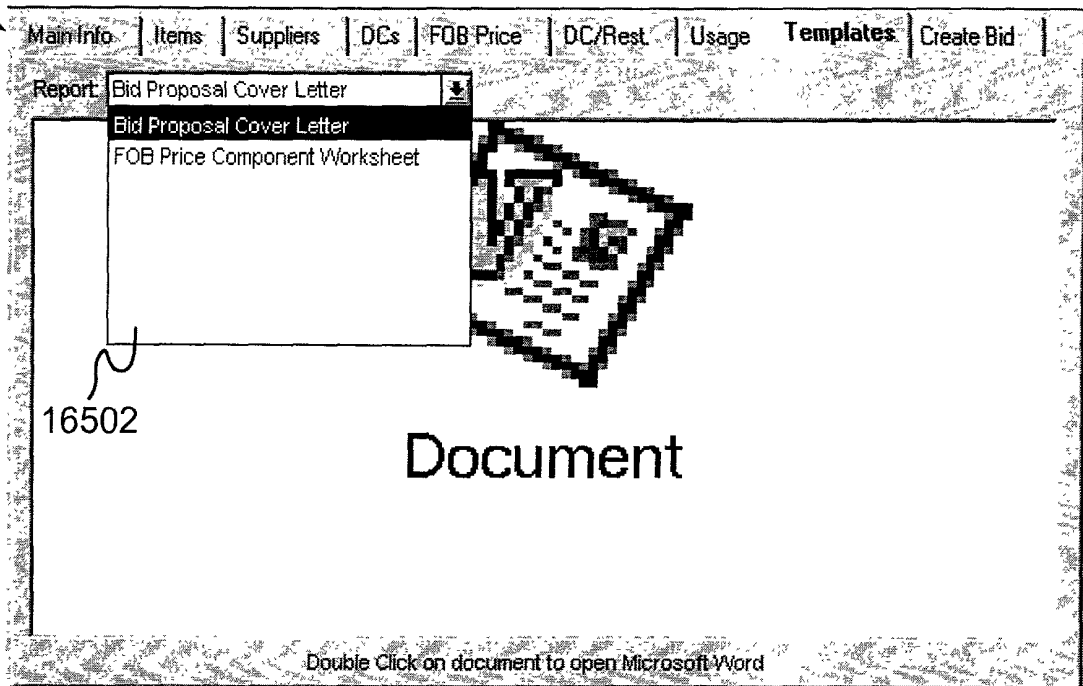 Main Info Items Suppliers DCs FOB Price DC/Rest. Usage Templates Create Bid
Report: Bid Proposal Cover Letter
Bid Proposal Cover Letter
FOB Price Component Worksheet
16502
Document
Double Click on document to open Microsoft Word